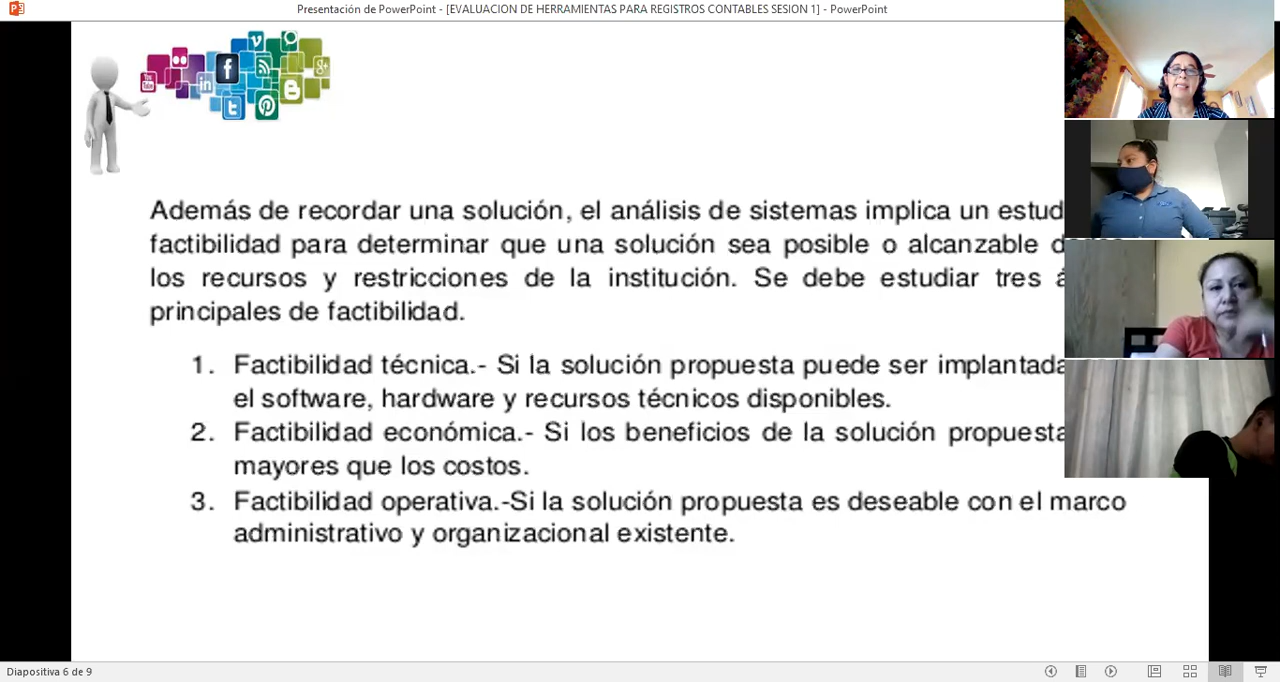 Presentación de PowerPoint - [EVALUACION DE HERRAMIENTAS PARA REGISTROS CONTABLES SESION 1] - PowerPoint
Además de recordar una solución, el análisis de sistemas implica un
factibilidad para determinar que una solución sea posible o alcanzable
los recursos y restricciones de la institución. Se debe estudiar tres
principales de factibilidad.
1. Factibilidad técnica.- Si la solución propuesta puede ser implantada
el software, hardware y recursos técnicos disponibles.
2. Factibilidad económica.- Si los beneficios de la solución propuesta
mayores que los costos.
3. Factibilidad operativa.-Si la solución propuesta es deseable con el marco
administrativo y organizacional existente.
Diapositiva 6 de 9